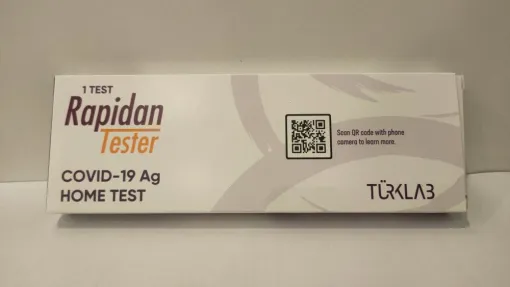 1 TEST
Rapidan
Tester
COVID-19 Ag
HOME TEST
Scan QR code with phone
camera to learn more.
TÜRKLAB